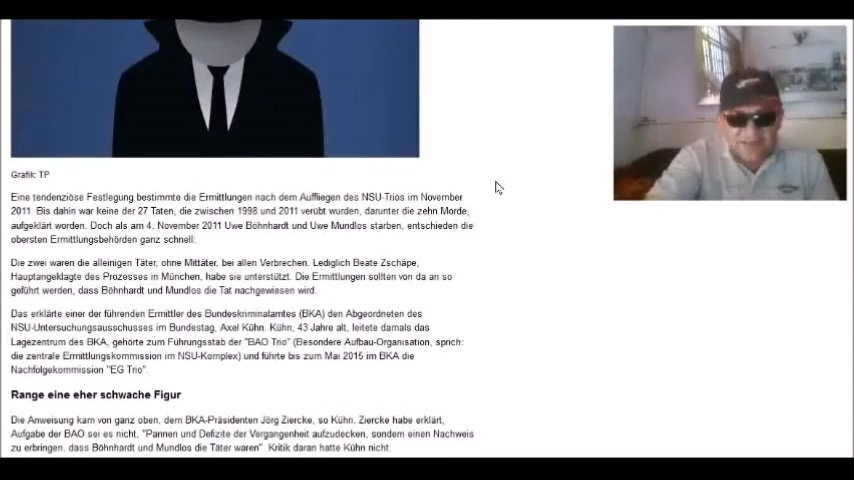 Grafik: TP
Eine tendenziöse Festlegung bestimmte die Ermittlungen nach dem Auffliegen des NSU-Trios im November
2011. Bis dahin war keine der 27 Taten, die zwischen 1998 und 2011 verübt wurden, darunter die zehn Morde,
aufgeklärt worden. Doch als am 4. November 2011 Uwe Böhnhardt und Uwe Mundlos starben, entschieden die
obersten Ermittlungsbehörden ganz schnell:
Die zwei waren die alleinigen Täter, ohne Mittäter, bei allen Verbrechen. Lediglich Beate Zschäpe,
Hauptangeklagte des Prozesses in München, habe sie unterstützt. Die Ermittlungen sollten von da an so
geführt werden, dass Böhnhardt und Mundlos die Tat nachgewiesen wird.
Das erklärte einer der führenden Ermittler des Bundeskriminalamtes (BKA) den Abgeordneten des
NSU-Untersuchungsausschusses im Bundestag, Axel Kühn. Kühn, 43 Jahre alt, leitete damals das
Lagezentrum des BKA, gehörte zum Führungsstab der "BAO Trio" (Besondere Aufbau-Organisation, sprich:
die zentrale Ermittlungskommission im NSU-Komplex) und führte bis zum Mai 2015 im BKA die
Nachfolgekommission "EG Trio".
Range eine eher schwache Figur
Die Anweisung kam von ganz oben, dem BKA-Präsidenten Jörg Ziercke, so Kühn. Ziercke habe erklärt,
Aufgabe der BAO sei es nicht, "Pannen und Defizite der Vergangenheit aufzudecken, sondern einen Nachweis
zu erbringen, dass Böhnhardt und Mundlos die Täter waren". Kritik daran hatte Kühn nicht.